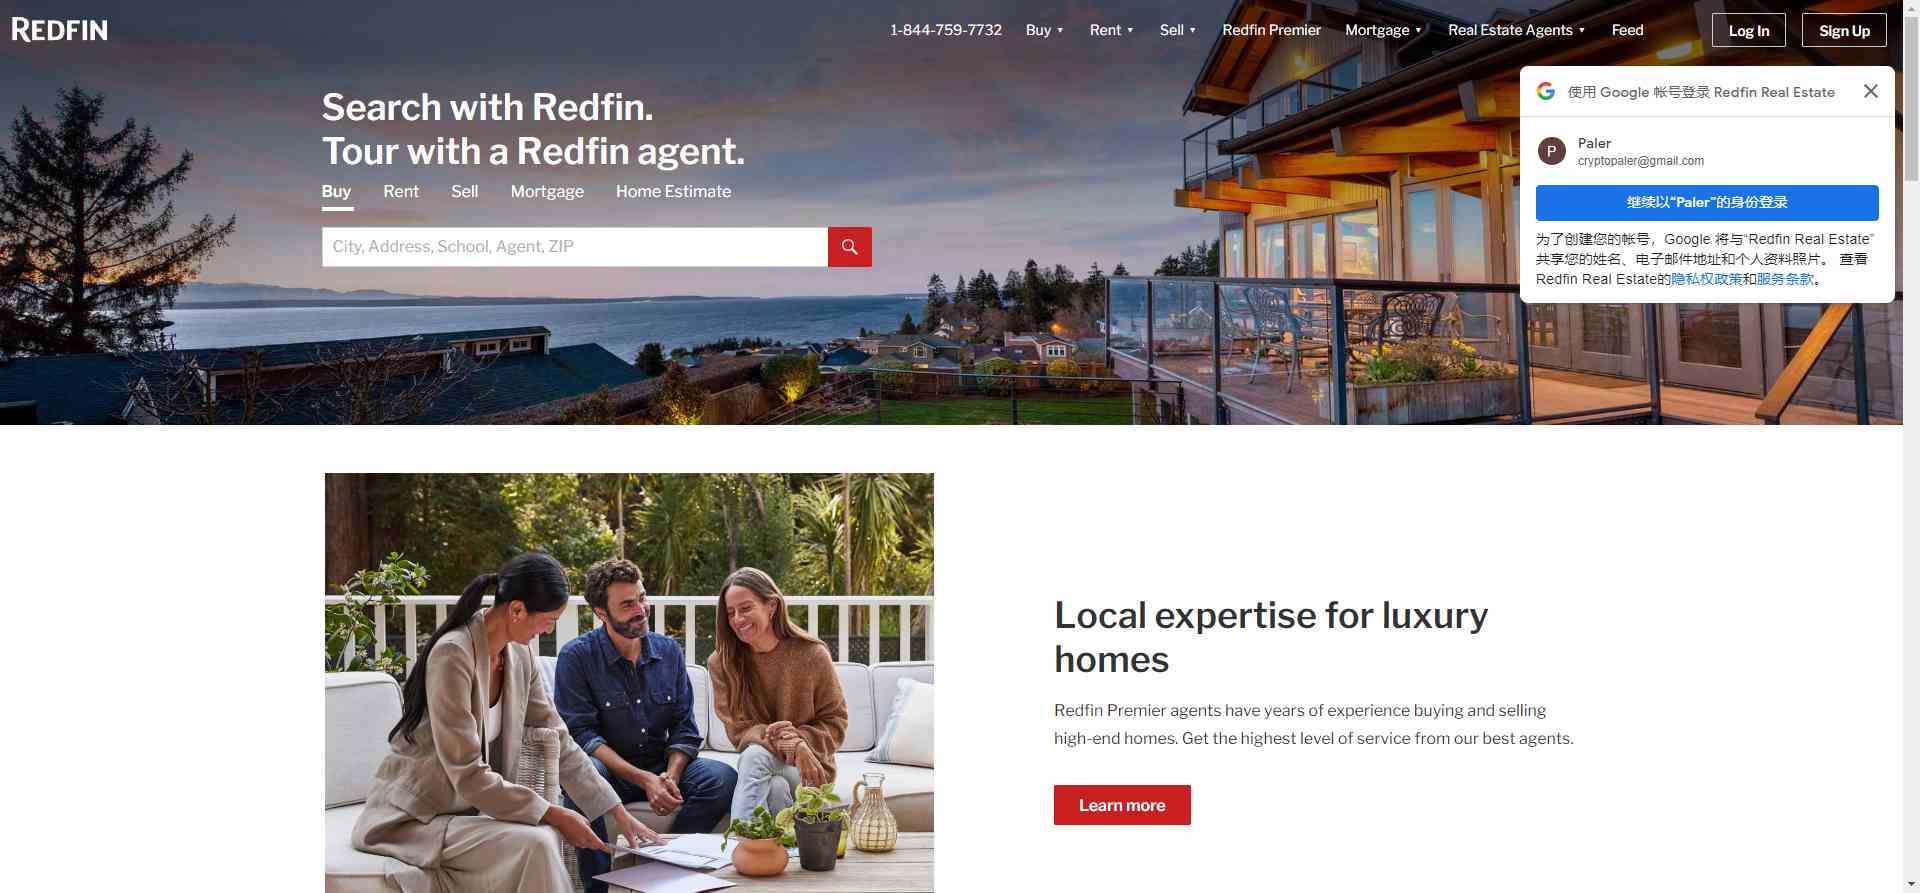 REDFIN
1-844-759-7732
Buy
Rent
Sell
Redfin Premier
Mortgage
Real Estate Agents
Feed
Log In
Sign Up
Search with Redfin.
Tour with a Redfin agent.
Buy
Rent
Sell
Mortgage
Home Estimate
City, Address, School, Agent, ZIP
使用 Google 帐号登录 Redfin Real Estate
P
Paler
cryptopaler@gmail.com
继续以“Paler”的身份登录
为了创建您的帐号，Google 将与“Redfin Real Estate”
共享您的姓名、电子邮件地址和个人资料照片。 查看
Redfin Real Estate的隐私权政策和服务条款。
Local expertise for luxury
homes
Redfin Premier agents have years of experience buying and selling
high-end homes. Get the highest level of service from our best agents.
Learn more